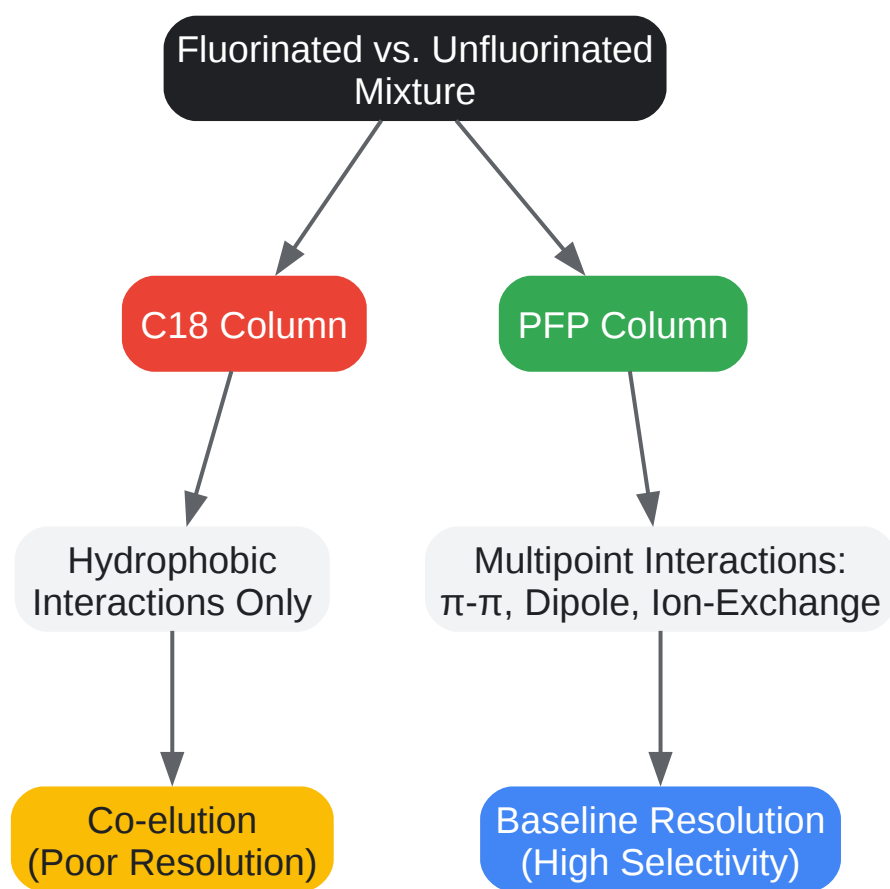 Fluorinated vs. Unfluorinated
Mixture
C18 Column
PFP Column
Hydrophobic
Interactions Only
Multipoint Interactions:
π-π, Dipole, Ion-Exchange
Co-elution
(Poor Resolution)
Baseline Resolution
(High Selectivity)